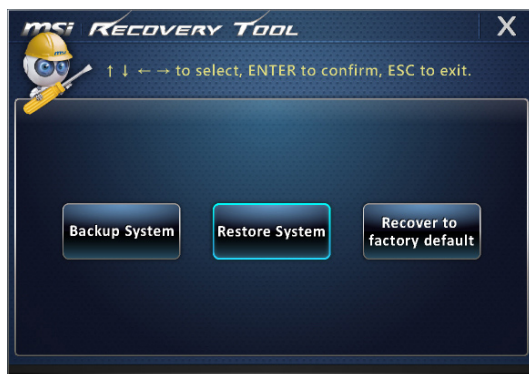 msi RECOVERY TOOL X
↑ ↓ ← → to select, ENTER to confirm, ESC to exit.
Backup System
Restore System
Recover to
factory default